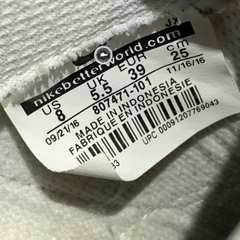 nikebetterworld.com
US UK EUR cm
8 5.5 39 25
09/21/16 807471-101 11/16/16
MADE IN INDONESIA
FABRIQUE EN INDONESIE
UPC 00091207769043